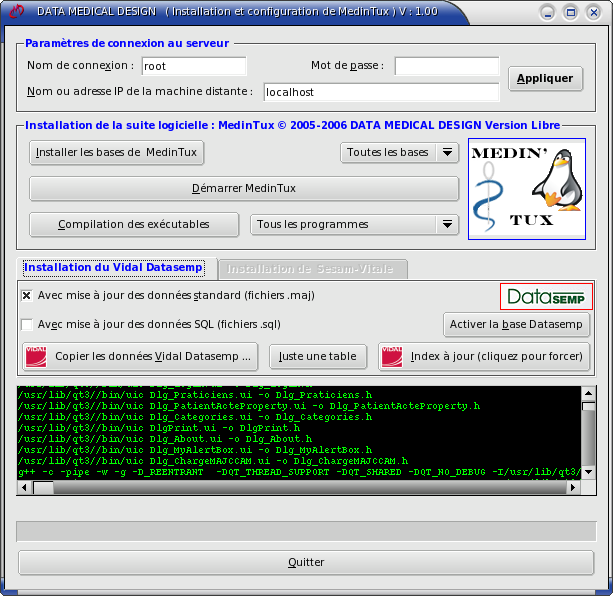 DATA MEDICAL DESIGN ( Installation et configuration de MedinTux ) V : 1.00
Paramètres de connexion au serveur
Nom de connexion : root Mot de passe :
Appliquer
Nom ou adresse IP de la machine distante : localhost
Installation de la suite logicielle : MedinTux © 2005-2006 DATA MEDICAL DESIGN Version Libre
Installer les bases de MedinTux Toutes les bases
MEDIN'
TUX
Démarrer MedinTux
Compilation des exécutables Tous les programmes
Installation du Vidal Datasemp Installation de Sesam-Vitale
Avec mise à jour des données standard (fichiers .maj)
DATASEMP
Avec mise à jour des données SQL (fichiers .sql) Activer la base Datasemp
VIDAL Copier les données Vidal Datasemp ... Juste une table VIDAL Index à jour (cliquez pour forcer)
/usr/lib/qt3//bin/uic Dlg_Praticiens.ui -o Dlg_Praticiens.h
/usr/lib/qt3//bin/uic Dlg_PatientActeProperty.ui -o Dlg_PatientActeProperty.h
/usr/lib/qt3//bin/uic Dlg_Categories.ui -o Dlg_Categories.h
/usr/lib/qt3//bin/uic DlgPrint.ui -o DlgPrint.h
/usr/lib/qt3//bin/uic Dlg_About.ui -o Dlg_About.h
/usr/lib/qt3//bin/uic Dlg_MyAlertBox.ui -o Dlg_MyAlertBox.h
/usr/lib/qt3//bin/uic Dlg_ChargeMAJCCAM.ui -o Dlg_ChargeMAJCCAM.h
g++ -c -pipe -w -g -D_REENTRANT -DQT_THREAD_SUPPORT -DQT_SHARED -DQT_NO_DEBUG -I/usr/lib/qt3/
Quitter